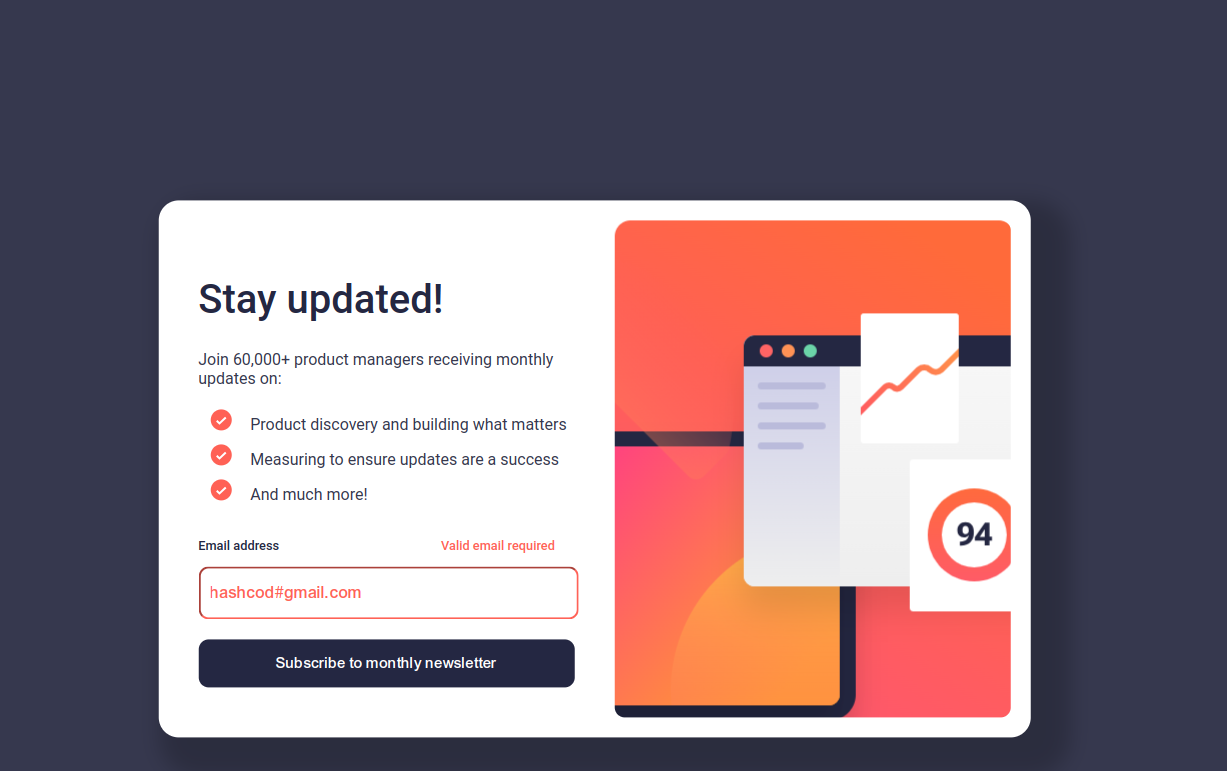 Stay updated!
Join 60,000+ product managers receiving monthly
updates on:
Product discovery and building what matters
Measuring to ensure updates are a success
And much more!
Email address
Valid email required
hashcod#gmail.com
Subscribe to monthly newsletter
94